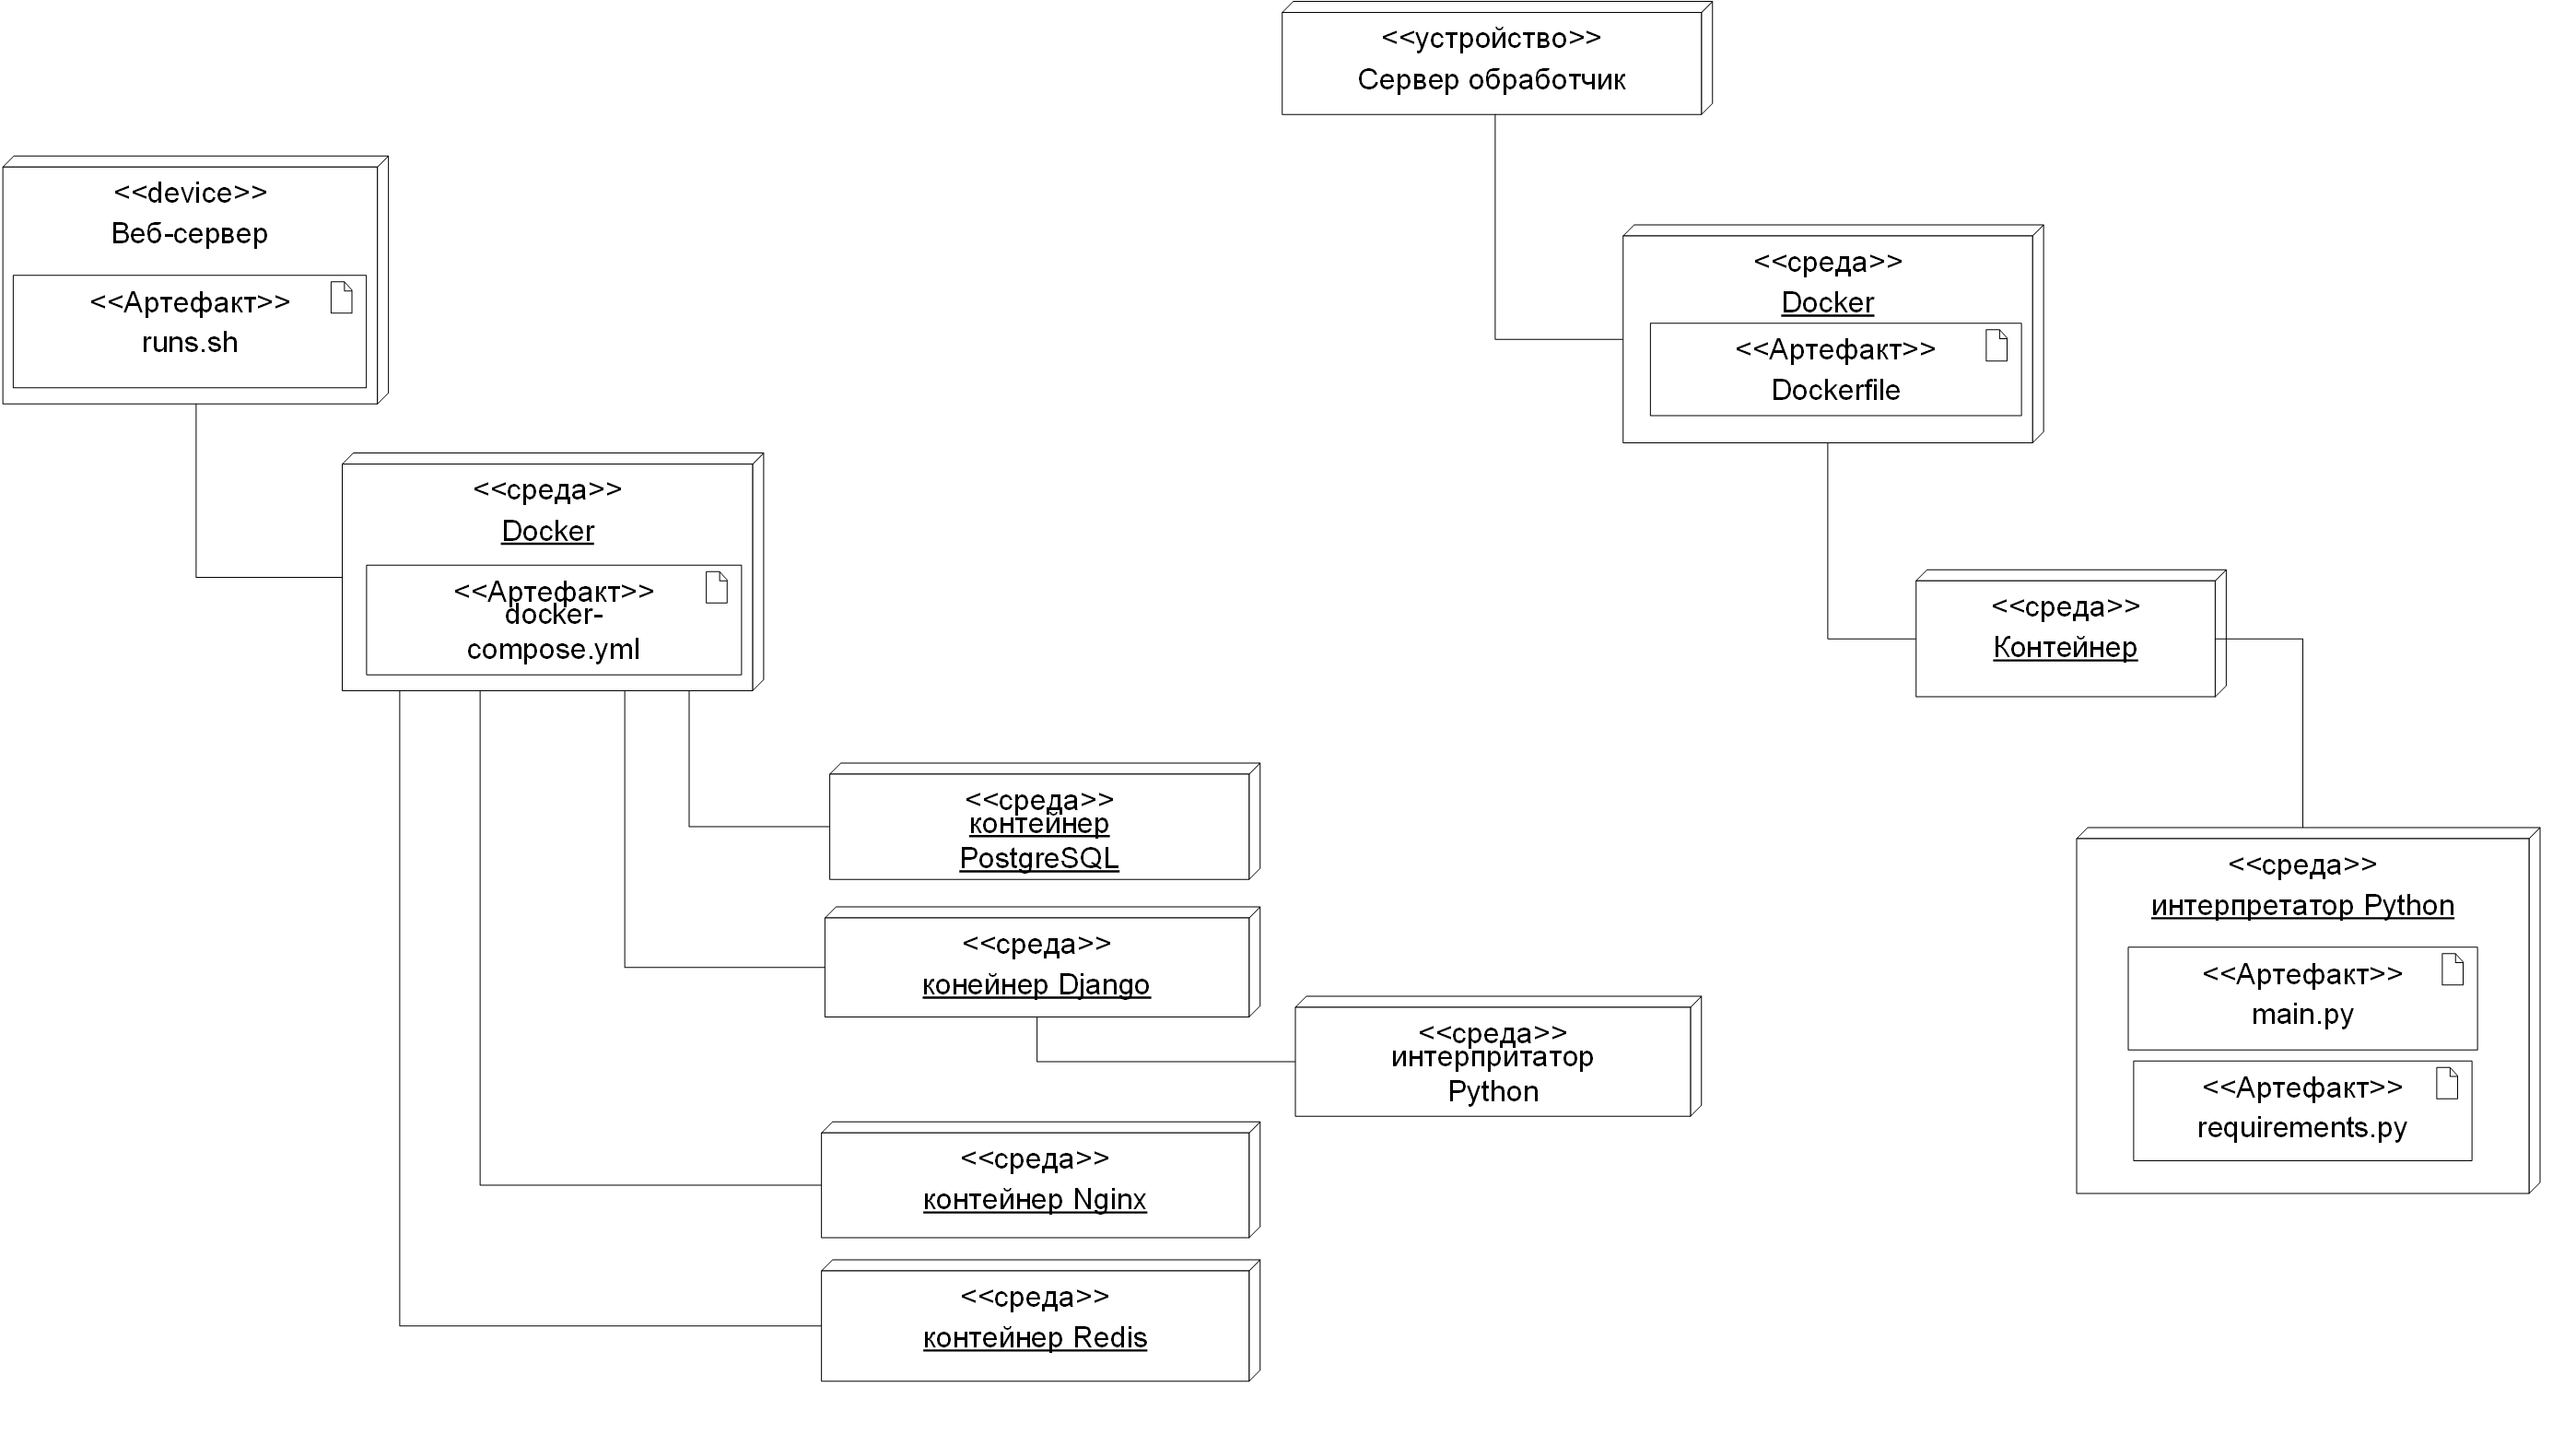 <<устройство>>
Сервер обработчик
<<device>>
Веб-сервер
<<Артефакт>>
runs.sh
<<среда>>
Docker
<<Артефакт>>
Dockerfile
<<среда>>
Docker
<<Артефакт>>
docker-
compose.yml
<<среда>>
Контейнер
<<среда>>
контейнер
PostgreSQL
<<среда>>
конейнер Django
<<среда>>
интерпритатор
Python
<<среда>>
контейнер Nginx
<<среда>>
контейнер Redis
<<среда>>
интерпретатор Python
<<Артефакт>>
main.py
<<Артефакт>>
requirements.py